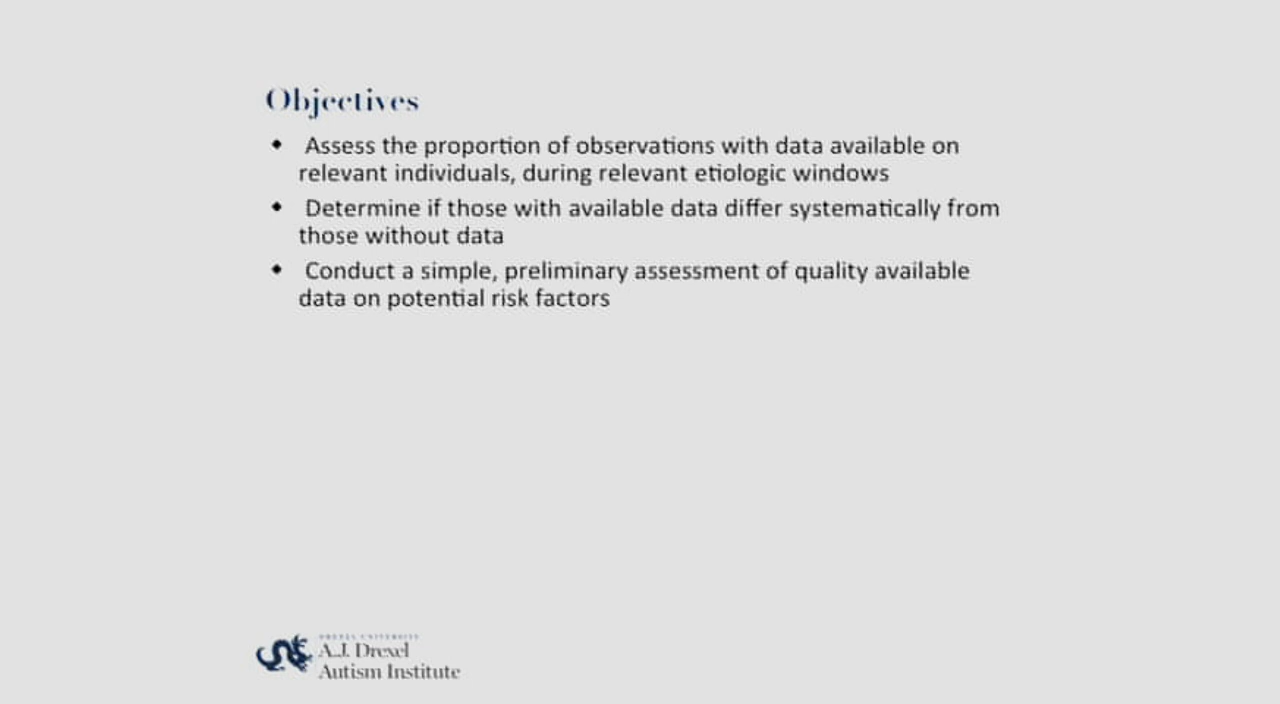 Objectives
◆ Assess the proportion of observations with data available on
relevant individuals, during relevant etiologic windows
◆ Determine if those with available data differ systematically from
those without data
◆ Conduct a simple, preliminary assessment of quality available
data on potential risk factors
DREXEL UNIVERSITY
A.J. Drexel
Autism Institute